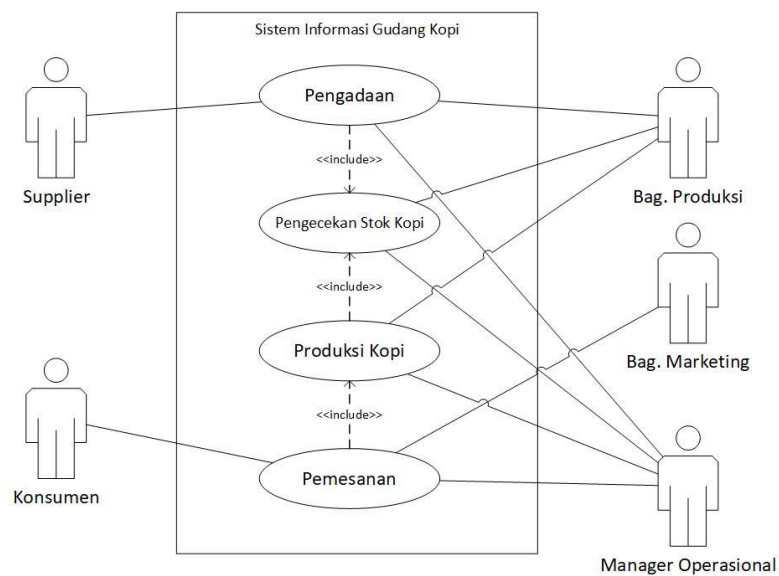 Sistem Informasi Gudang Kopi
Pengadaan
<<include>>
Supplier
Bag. Produksi
Pengecekan Stok Kopi
<<include>>
Produksi Kopi
Bag. Marketing
<<include>>
Pemesanan
Konsumen
Manager Operasional